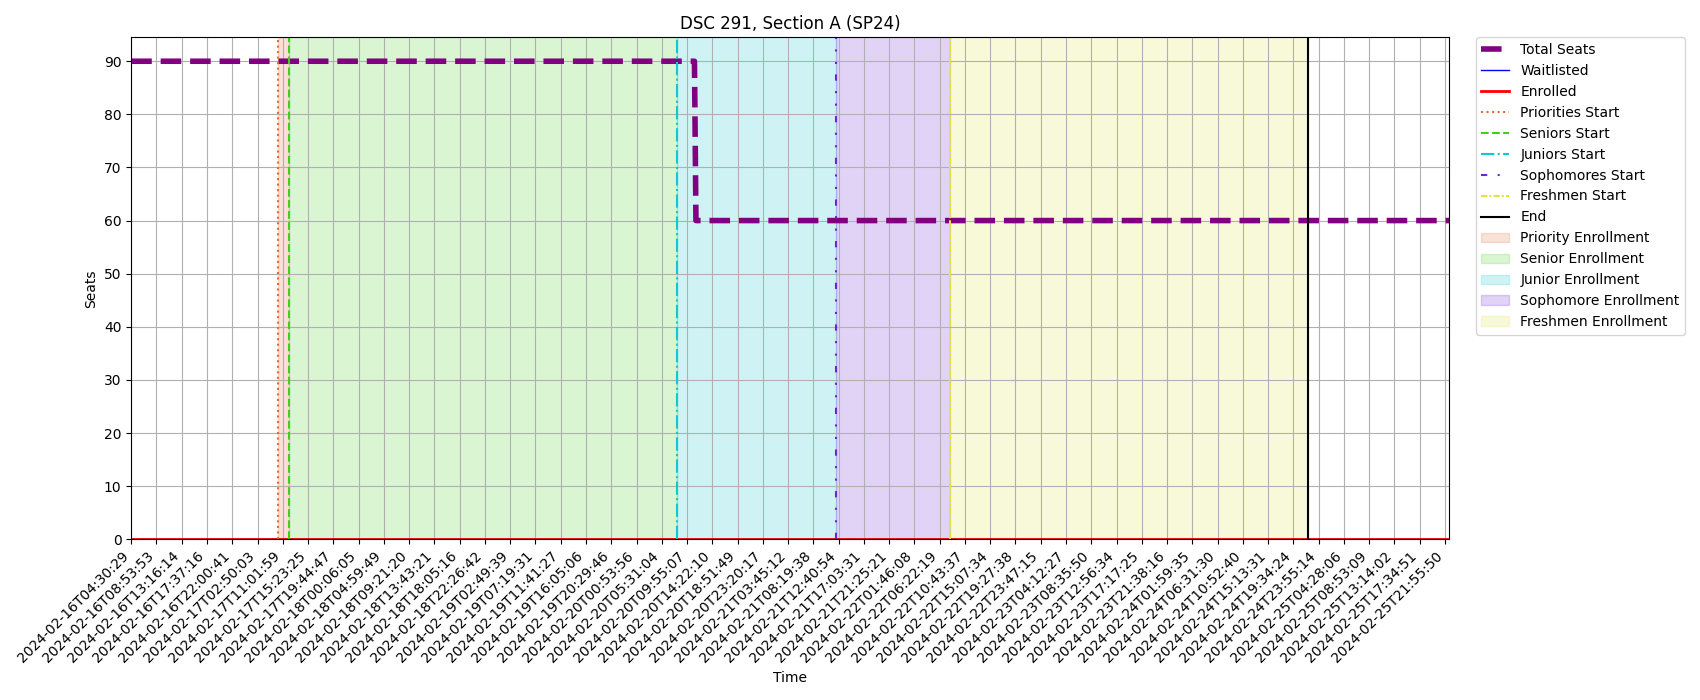 DSC 291, Section A (SP24)
Seats
90
80
70
60
50
40
30
20
10
0
2024-02-16T04:30:29
2024-02-16T08:53:53
2024-02-16T13:16:14
2024-02-16T17:37:16
2024-02-16T22:00:41
2024-02-17T02:50:03
2024-02-17T11:01:59
2024-02-17T15:23:25
2024-02-17T19:44:47
2024-02-18T00:06:05
2024-02-18T04:59:49
2024-02-18T09:21:20
2024-02-18T13:43:21
2024-02-18T18:05:16
2024-02-18T22:26:42
2024-02-19T02:49:39
2024-02-19T07:19:31
2024-02-19T11:41:27
2024-02-19T16:05:06
2024-02-19T20:29:46
2024-02-20T00:53:56
2024-02-20T05:31:04
2024-02-20T09:55:07
2024-02-20T14:22:10
2024-02-20T18:51:49
2024-02-20T23:20:17
2024-02-21T03:45:12
2024-02-21T08:19:38
2024-02-21T12:40:54
2024-02-21T17:03:31
2024-02-21T21:25:21
2024-02-22T01:46:08
2024-02-22T06:22:19
2024-02-22T10:43:37
2024-02-22T15:07:34
2024-02-22T19:27:38
2024-02-22T23:47:15
2024-02-23T04:12:27
2024-02-23T08:35:50
2024-02-23T12:56:34
2024-02-23T17:17:25
2024-02-23T21:38:16
2024-02-24T01:59:35
2024-02-24T06:31:30
2024-02-24T10:52:40
2024-02-24T15:13:31
2024-02-24T19:34:24
2024-02-24T23:55:14
2024-02-25T04:28:06
2024-02-25T08:53:09
2024-02-25T13:14:02
2024-02-25T17:34:51
2024-02-25T21:55:50
Time
Total Seats
Waitlisted
Enrolled
Priorities Start
Seniors Start
Juniors Start
Sophomores Start
Freshmen Start
End
Priority Enrollment
Senior Enrollment
Junior Enrollment
Sophomore Enrollment
Freshmen Enrollment